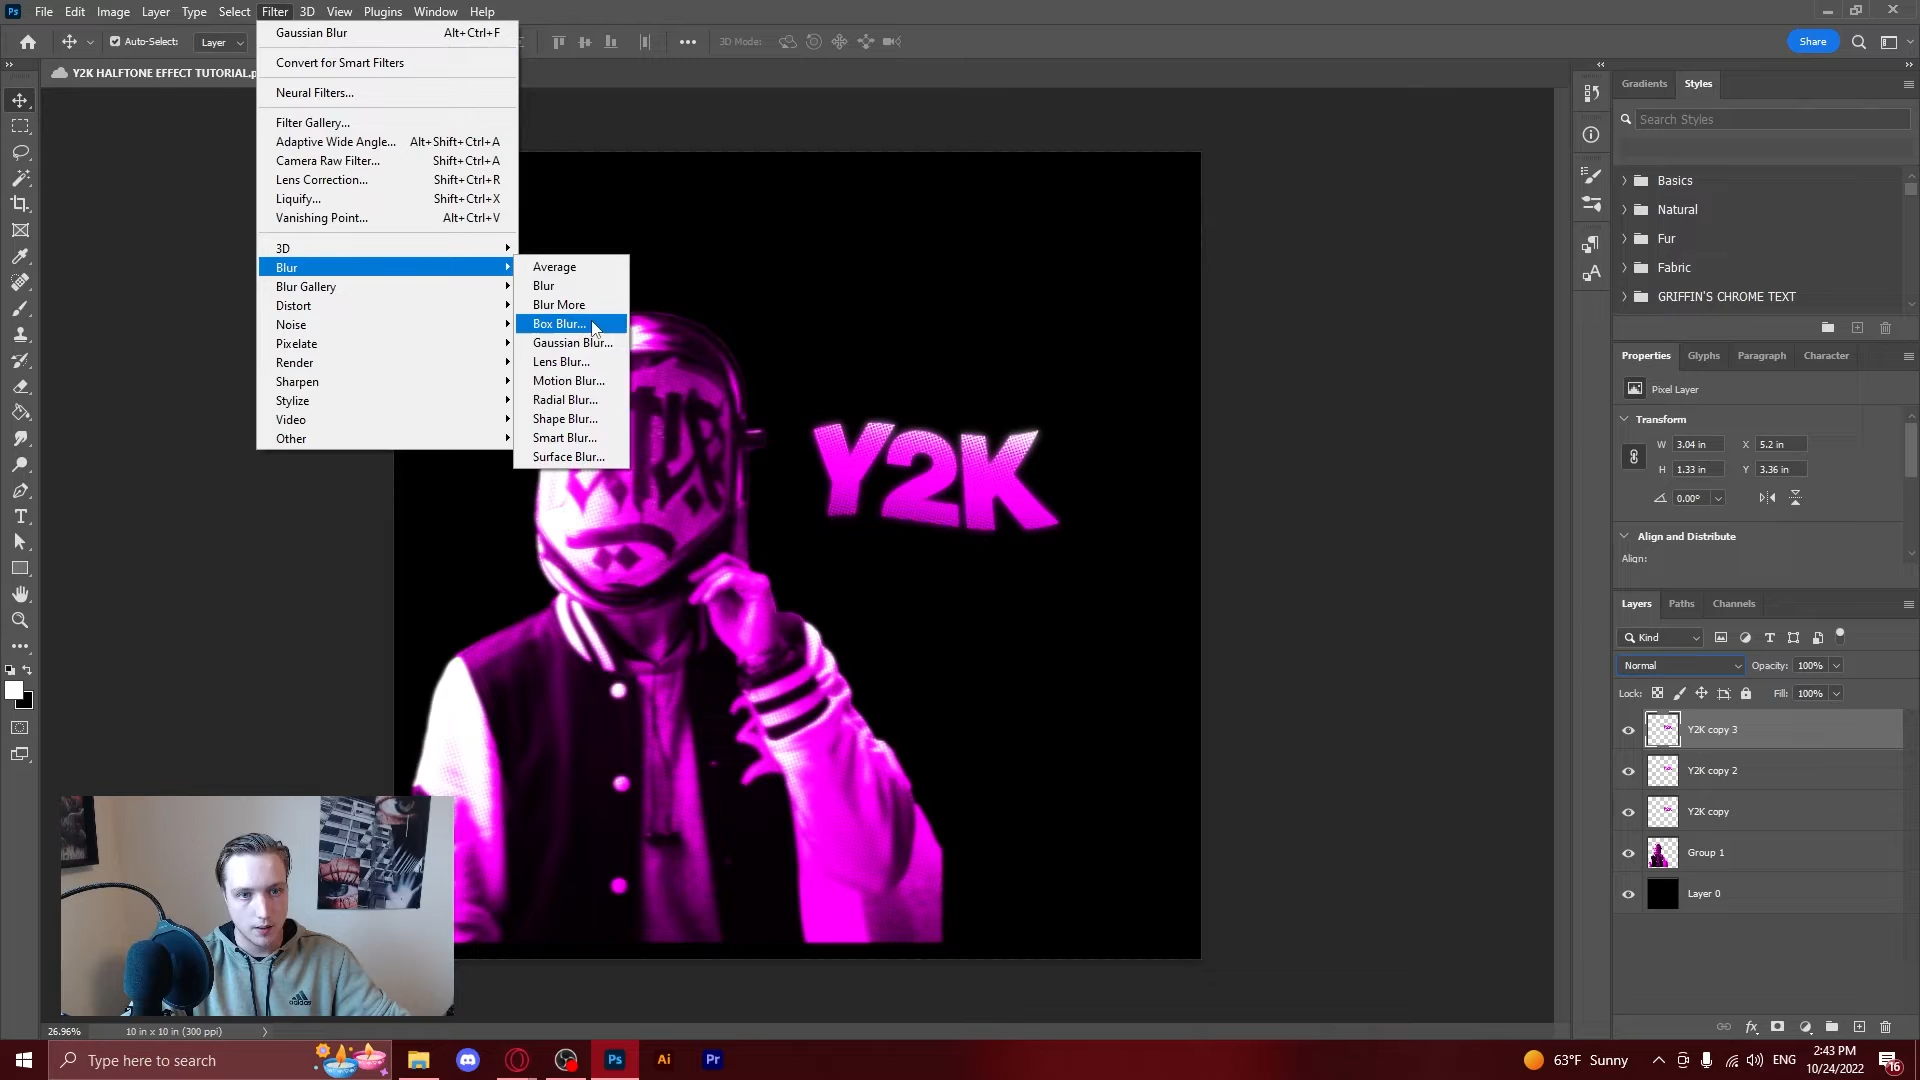 Ps File Edit Image Layer Type Select Filter 3D View Plugins Window Help
Auto-Select: Layer
3D Mode:
Share
Y2K HALFTONE EFFECT TUTORIAL.p
Gaussian Blur Alt+Ctrl+F
Convert for Smart Filters
Neural Filters...
Filter Gallery...
Adaptive Wide Angle... Alt+Shift+Ctrl+A
Camera Raw Filter... Shift+Ctrl+A
Lens Correction... Shift+Ctrl+R
Liquify... Shift+Ctrl+X
Vanishing Point... Alt+Ctrl+V
3D
Blur
Blur Gallery
Distort
Noise
Pixelate
Render
Sharpen
Stylize
Video
Other
Average
Blur
Blur More
Box Blur...
Gaussian Blur...
Lens Blur...
Motion Blur...
Radial Blur...
Shape Blur...
Smart Blur...
Surface Blur...
Y2K
Gradients Styles
Search Styles
Basics
Natural
Fur
Fabric
GRIFFIN'S CHROME TEXT
Properties Glyphs Paragraph Character
Pixel Layer
Transform
W 3.04 in X 5.2 in
H 1.33 in Y 3.36 in
0.00°
Align and Distribute
Align:
Layers Paths Channels
Kind
Normal Opacity: 100%
Lock: Fill: 100%
Y2K copy 3
Y2K copy 2
Y2K copy
Group 1
Layer 0
fx
adidas
26.96% 10 in x 10 in (300 ppi)
Type here to search
Ps Ai Pr
63°F Sunny
ENG
2:43 PM
10/24/2022
16